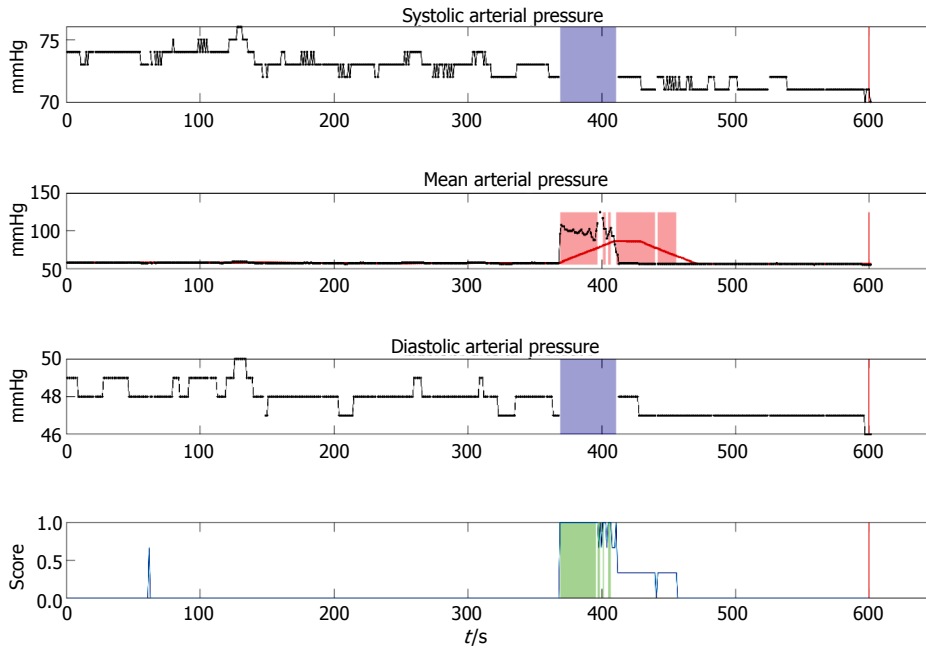 Systolic arterial pressure
mmHg
75
70
0 100 200 300 400 500 600
Mean arterial pressure
mmHg
150
100
50
0 100 200 300 400 500 600
Diastolic arterial pressure
mmHg
50
48
46
0 100 200 300 400 500 600
Score
1.0
0.5
0.0
0 100 200 300 400 500 600
t/s